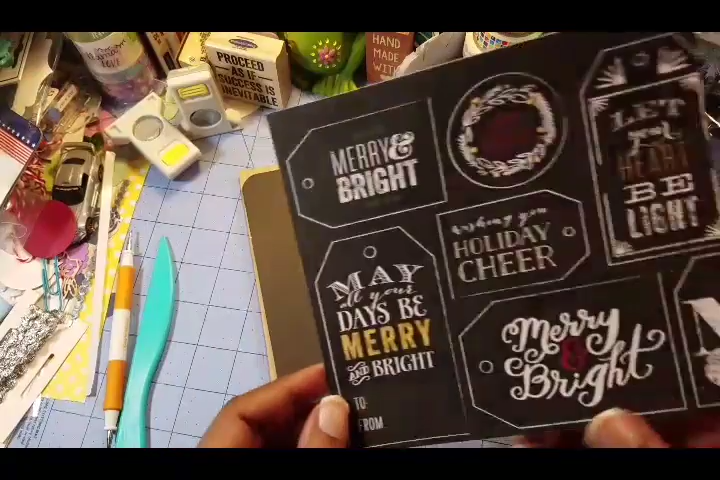 PROCEED
AS IF
SUCCESS IS
INEVITABLE
HAND
MADE
WITH
MERRY &
BRIGHT
LET
your
HEART
BE
LIGHT
wishing you
HOLIDAY
CHEER
MAY
all your
DAYS BE
MERRY
AND BRIGHT
TO
FROM
Merry
&
Bright